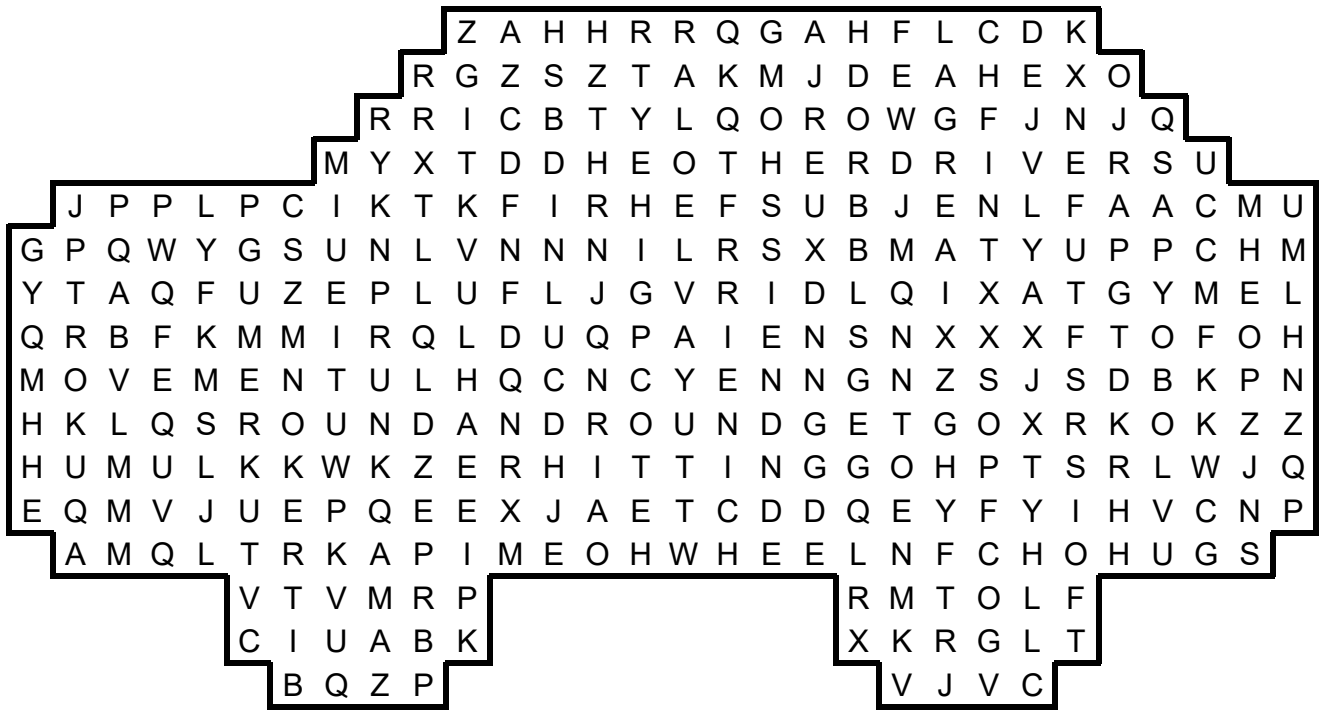 Z A H H R R Q G A H F L C D K
R G Z S Z T A K M J D E A H E X O
R R I C B T Y L Q O R O W G F J N J Q
M Y X T D D H E O T H E R D R I V E R S U
J P P L P C I K T K F I R H E F S U B J E N L F A A C M U
G P Q W Y G S U N L V N N N I L R S X B M A T Y U P P C H M
Y T A Q F U Z E P L U F L J G V R I D L Q I X A T G Y M E L
Q R B F K M M I R Q L D U Q P A I E N S N X X X F T O F O H
M O V E M E N T U L H Q C N C Y E N N G N Z S J S D B K P N
H K L Q S R O U N D A N D R O U N D G E T G O X R K O K Z Z
H U M U L K K W K Z E R H I T T I N G G O H P T S R L W J Q
E Q M V J U E P Q E E X J A E T C D D Q E Y F Y I H V C N P
A M Q L T R K A P I M E O H W H E E L N F C H O H U G S
V T V M R P R M T O L F
C I U A B K X K R G L T
B Q Z P V J V C